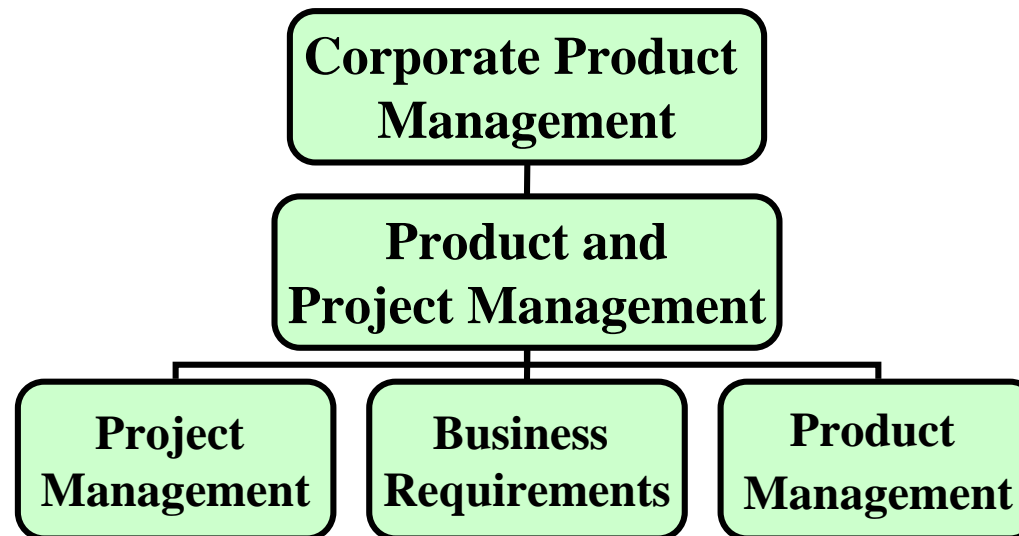 Corporate Product
Management
Product and
Project Management
Project
Management
Business
Requirements
Product
Management